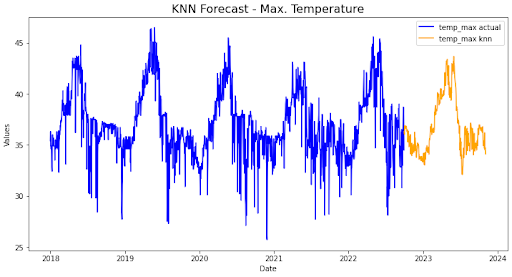 KNN Forecast - Max. Temperature
temp_max actual
temp_max knn
Values
45
40
35
30
25
2018
2019
2020
2021
2022
2023
2024
Date